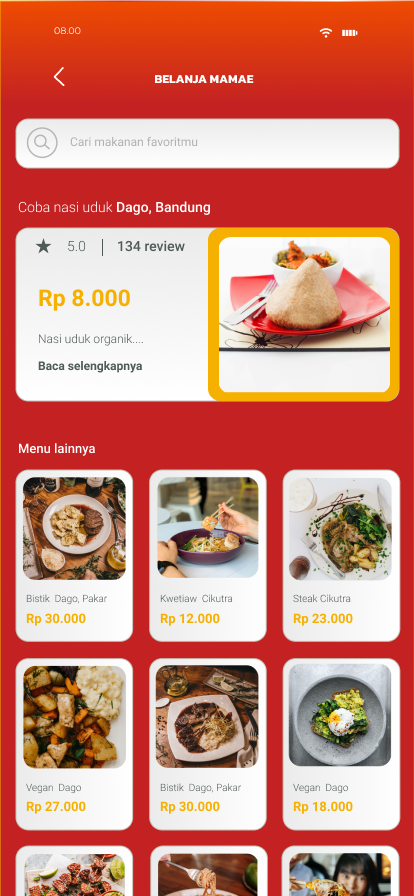 08.00
BELANJA MAMAE
Cari makanan favoritmu
Coba nasi uduk Dago, Bandung
5.0 134 review
Rp 8.000
Nasi uduk organik....
Baca selengkapnya
Menu lainnya
Bistik Dago, Pakar
Rp 30.000
Kwetiaw Cikutra
Rp 12.000
Steak Cikutra
Rp 23.000
Vegan Dago
Rp 27.000
Bistik Dago, Pakar
Rp 30.000
Vegan Dago
Rp 18.000